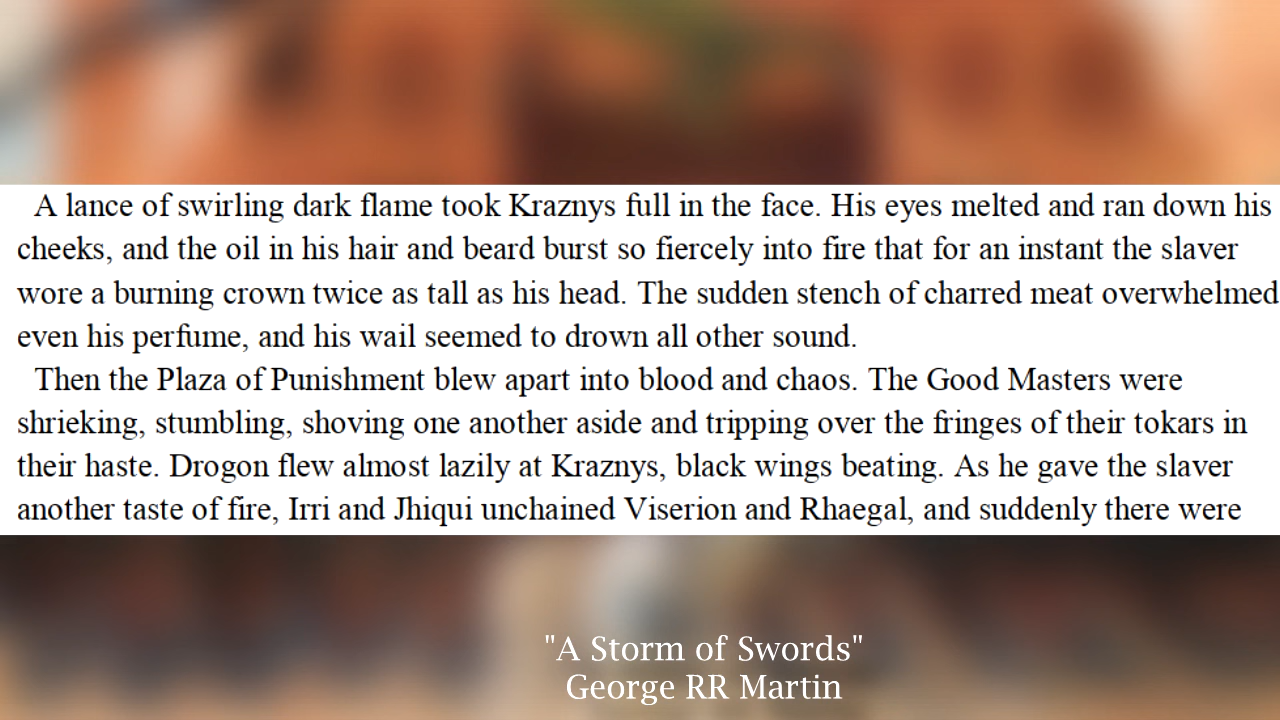 A lance of swirling dark flame took Kraznys full in the face. His eyes melted and ran down his
cheeks, and the oil in his hair and beard burst so fiercely into fire that for an instant the slaver
wore a burning crown twice as tall as his head. The sudden stench of charred meat overwhelmed
even his perfume, and his wail seemed to drown all other sound.
Then the Plaza of Punishment blew apart into blood and chaos. The Good Masters were
shrieking, stumbling, shoving one another aside and tripping over the fringes of their tokars in
their haste. Drogon flew almost lazily at Kraznys, black wings beating. As he gave the slaver
another taste of fire, Irri and Jhiqui unchained Viserion and Rhaegal, and suddenly there were
"A Storm of Swords"
George RR Martin